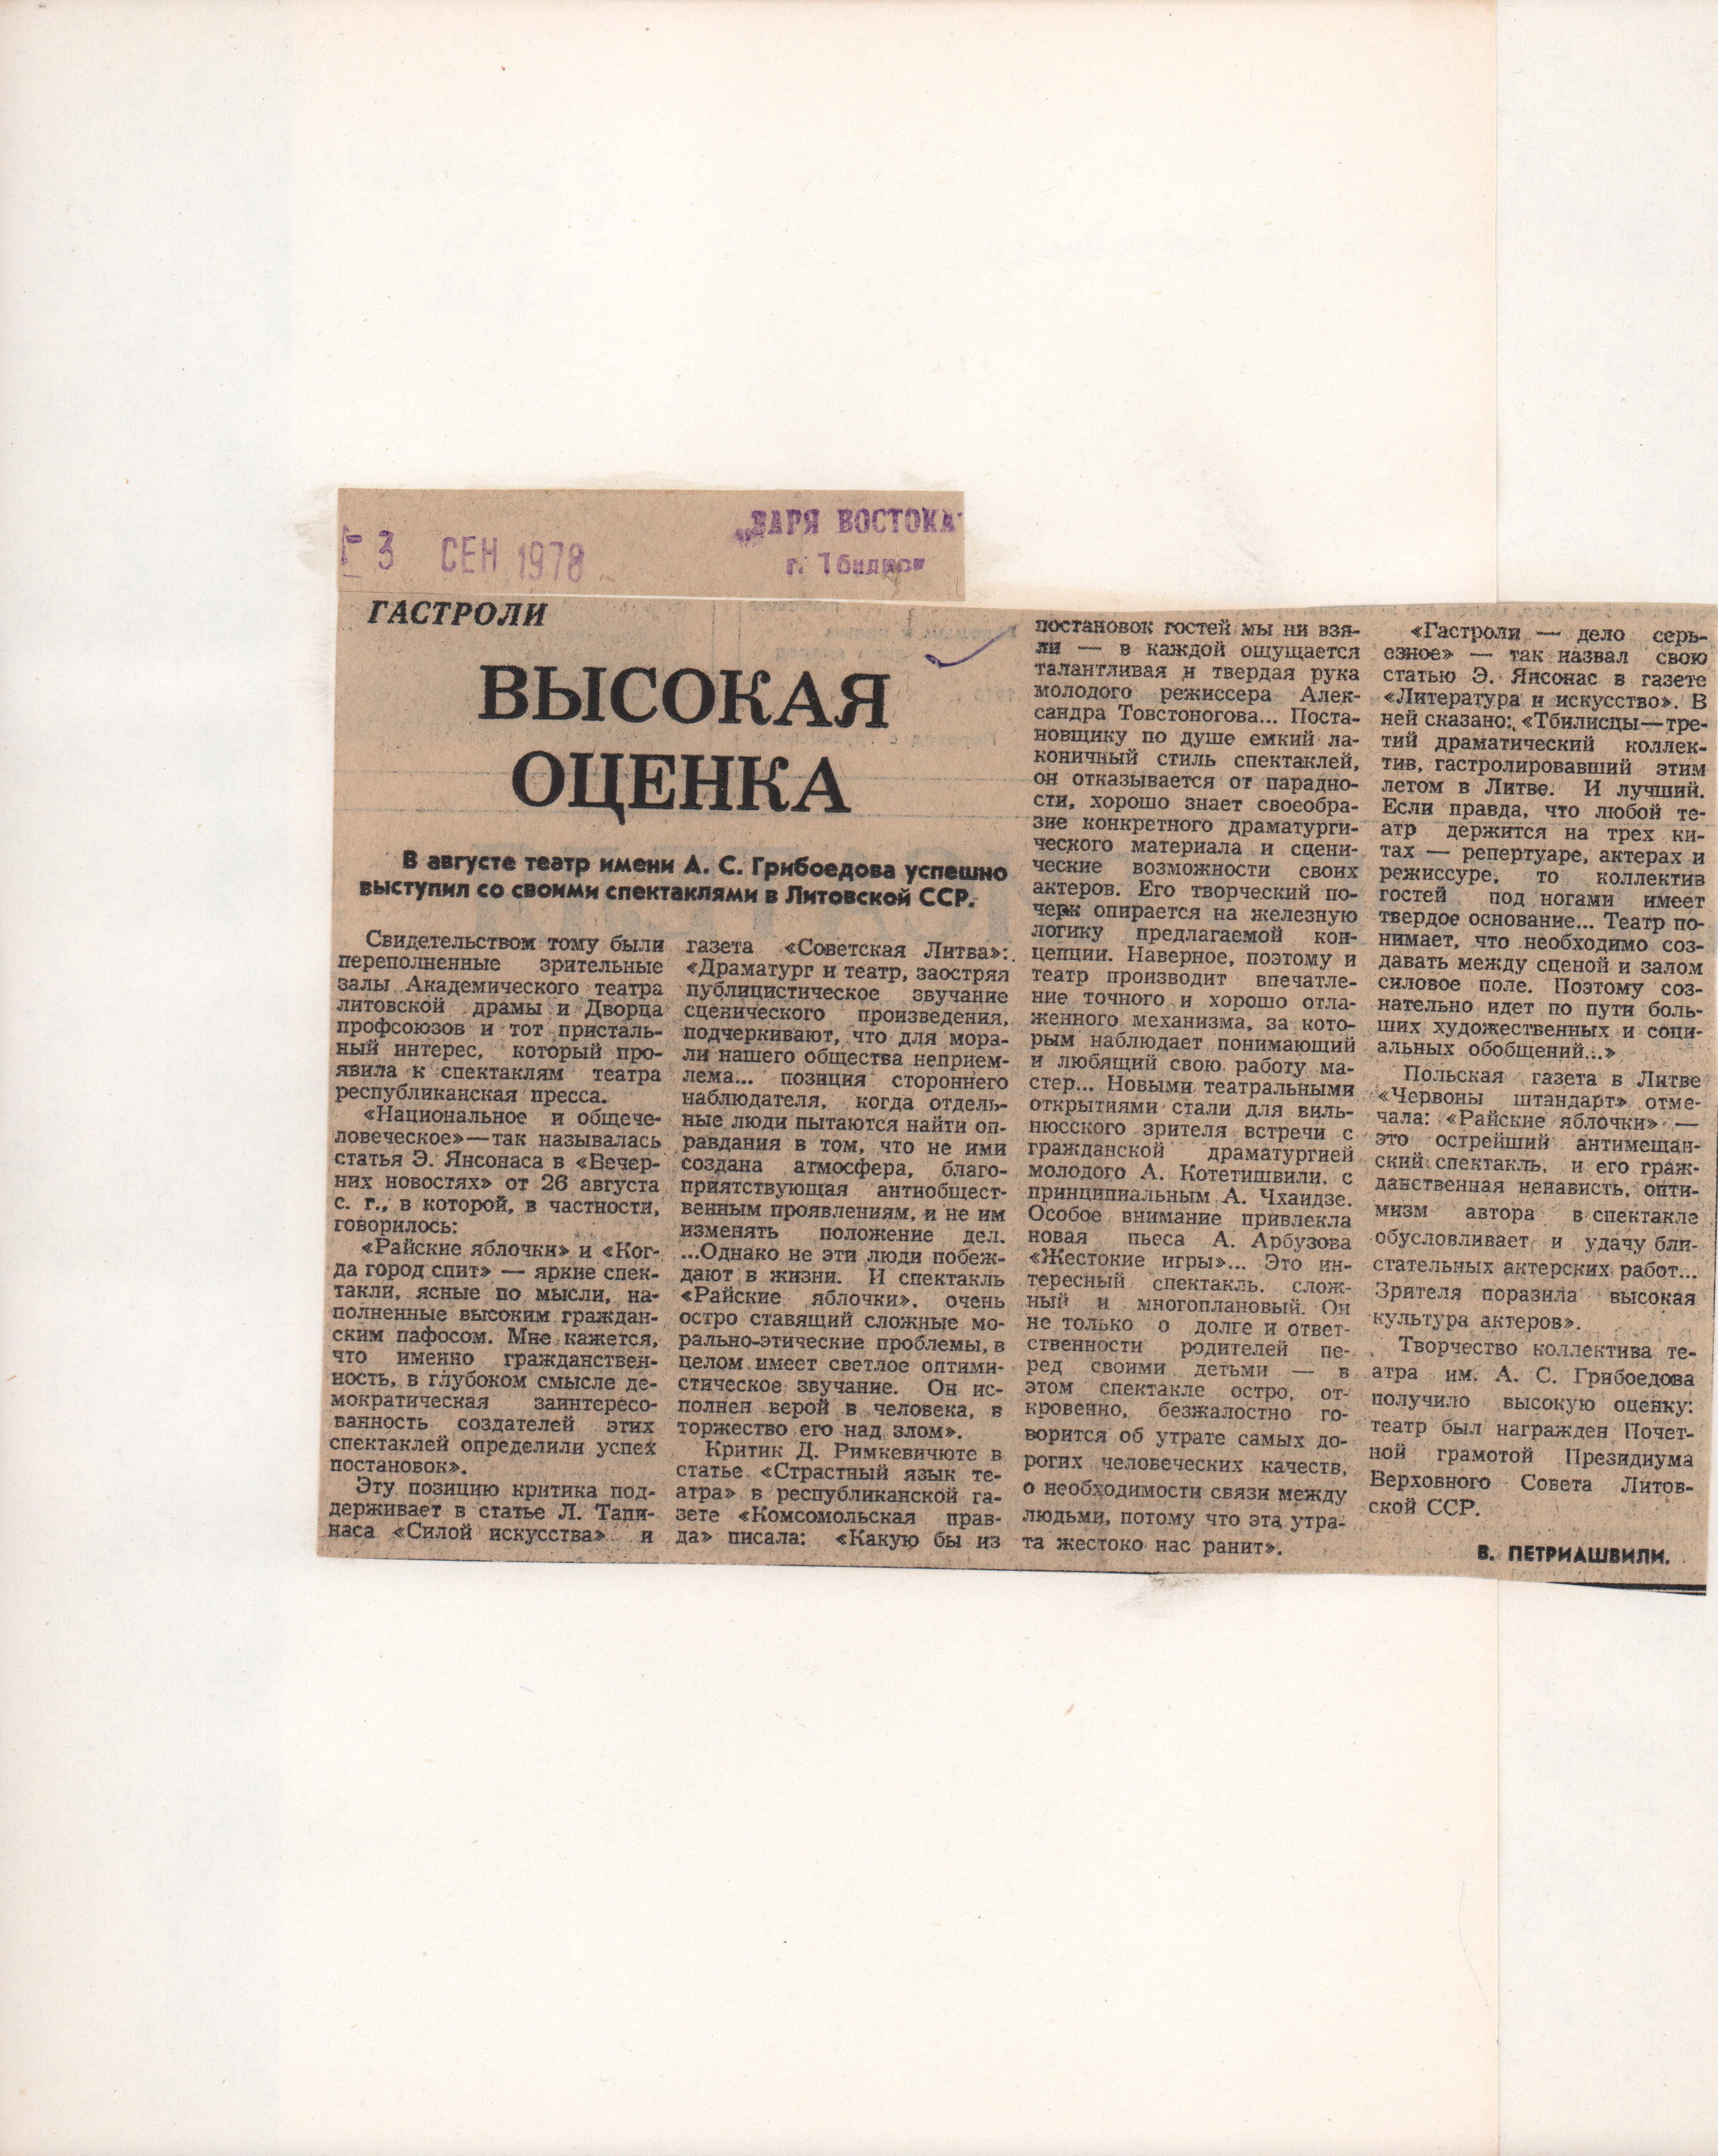 3 СЕН 1978
„ЗАРЯ ВОСТОКА"
г. Тбилиси
ГАСТРОЛИ
ВЫСОКАЯ
ОЦЕНКА
В августе театр имени А. С. Грибоедова успешно
выступил со своими спектаклями в Литовской ССР.
Свидетельством тому были
переполненные зрительные
залы Академического театра
литовской драмы и Дворца
профсоюзов и тот присталь-
ный интерес, который про-
явила к спектаклям театра
республиканская пресса.
«Национальное и общече-
ловеческое»—так называлась
статья Э. Янсонаса в «Вечер-
них новостях» от 26 августа
с. г., в которой, в частности,
говорилось:
«Райские яблочки» и «Ког-
да город спит» — яркие спек-
такли, ясные по мысли, на-
полненные высоким граждан-
ским пафосом. Мне кажется,
что именно гражданствен-
ность, в глубоком смысле де-
мократическая заинтересо-
ванность создателей этих
спектаклей определили успех
постановок».
Эту позицию критика под-
держивает в статье Л. Тапи-
наса «Силой искусства» и
газета «Советская Литва»:
«Драматург и театр, заостряя
публицистическое звучание
сценического произведения,
подчеркивают, что для мора-
ли нашего общества неприем-
лема... позиция стороннего
наблюдателя, когда отдель-
ные люди пытаются найти оп-
равдания в том, что не ими
создана атмосфера, благо-
приятствующая антиобщест-
венным проявлениям, и не им
изменять положение дел.
...Однако не эти люди побеж-
дают в жизни. И спектакль
«Райские яблочки», очень
остро ставящий сложные мо-
рально-этические проблемы, в
целом имеет светлое оптими-
стическое звучание. Он ис-
полнен верой в человека, в
торжество его над злом».
Критик Д. Римкевичюте в
статье «Страстный язык те-
атра» в республиканской га-
зете «Комсомольская прав-
да» писала: «Какую бы из
постановок гостей мы ни взя-
ли — в каждой ощущается
талантливая и твердая рука
молодого режиссера Алек-
сандра Товстоногова... Поста-
новщику по душе емкий ла-
коничный стиль спектаклей,
он отказывается от парадно-
сти, хорошо знает своеобра-
зие конкретного драматурги-
ческого материала и сцени-
ческие возможности своих
актеров. Его творческий по-
черк опирается на железную
логику предлагаемой кон-
цепции. Наверное, поэтому и
театр производит впечатле-
ние точного и хорошо отла-
женного механизма, за кото-
рым наблюдает понимающий
и любящий свою работу ма-
стер... Новыми театральными
открытиями стали для виль-
нюсского зрителя встречи с
гражданской драматургией
молодого А. Котетишвили, с
принципиальным А. Чхаидзе.
Особое внимание привлекла
новая пьеса А. Арбузова
«Жестокие игры»... Это ин-
тересный спектакль, слож-
ный и многоплановый. Он
не только о долге и ответ-
ственности родителей пе-
ред своими детьми — в
этом спектакле остро, от-
кровенно, безжалостно го-
ворится об утрате самых до-
рогих человеческих качеств,
о необходимости связи между
людьми, потому что эта утра-
та жестоко нас ранит».
«Гастроли — дело серь-
езное» — так назвал свою
статью Э. Янсонас в газете
«Литература и искусство». В
ней сказано: «Тбилисцы—тре-
тий драматический коллек-
тив, гастролировавший этим
летом в Литве. И лучший.
Если правда, что любой те-
атр держится на трех ки-
тах — репертуаре, актерах и
режиссуре, то коллектив
гостей под ногами имеет
твердое основание... Театр по-
нимает, что необходимо соз-
давать между сценой и залом
силовое поле. Поэтому соз-
нательно идет по пути боль-
ших художественных и соци-
альных обобщений...»
Польская газета в Литве
«Червоны штандарт» отме-
чала: «Райские яблочки» —
это острейший антимещан-
ский спектакль, и его граж-
данственная ненависть, опти-
мизм автора в спектакле
обусловливает и удачу бли-
стательных актерских работ...
Зрителя поразила высокая
культура актеров».
Творчество коллектива те-
атра им. А. С. Грибоедова
получило высокую оценку:
театр был награжден Почет-
ной грамотой Президиума
Верховного Совета Литов-
ской ССР.
В. ПЕТРИАШВИЛИ.